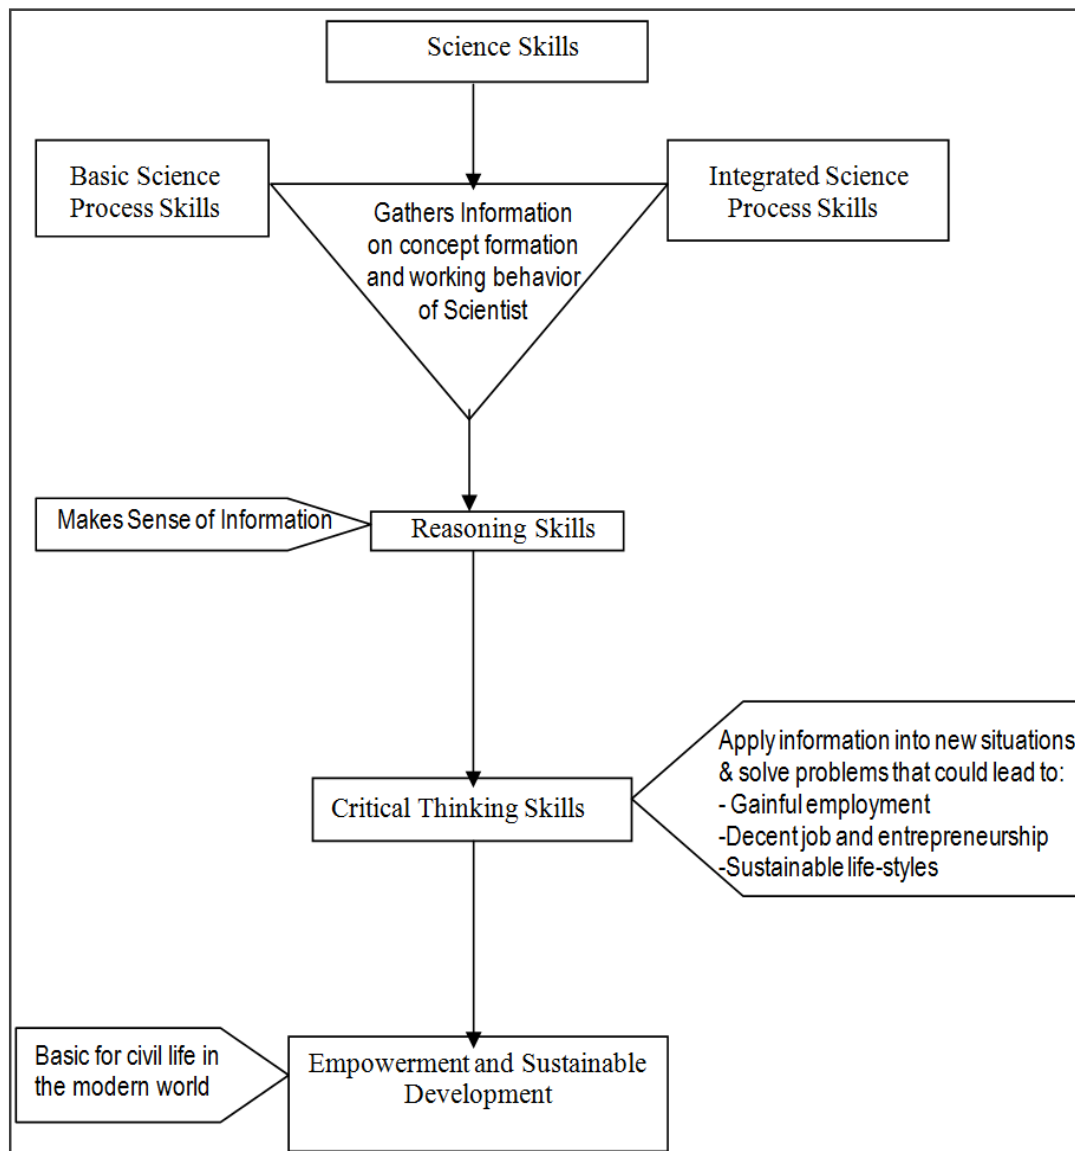 Science Skills
Basic Science
Process Skills
Integrated Science
Process Skills
Gathers Information
on concept formation
and working behavior
of Scientist
Makes Sense of Information
Reasoning Skills
Apply information into new situations
& solve problems that could lead to:
- Gainful employment
-Decent job and entrepreneurship
-Sustainable life-styles
Critical Thinking Skills
Basic for civil life in
the modern world
Empowerment and Sustainable
Development